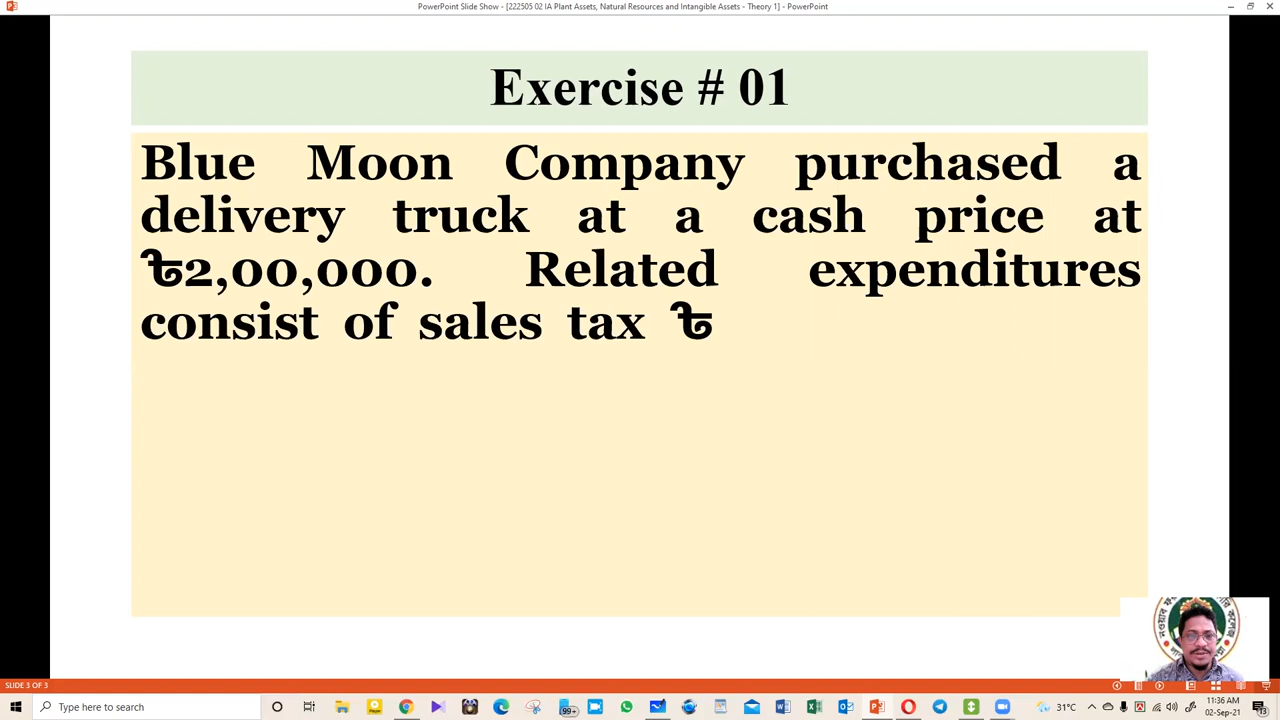 PowerPoint Slide Show - [222505 02 IA Plant Assets, Natural Resources and Intangible Assets - Theory 1] - PowerPoint
Exercise # 01
Blue Moon Company purchased a
delivery truck at a cash price at
৳2,00,000. Related expenditures
consist of sales tax ৳
SLIDE 3 OF 3
Type here to search
99+
31°C
11:36 AM
02-Sep-21
13